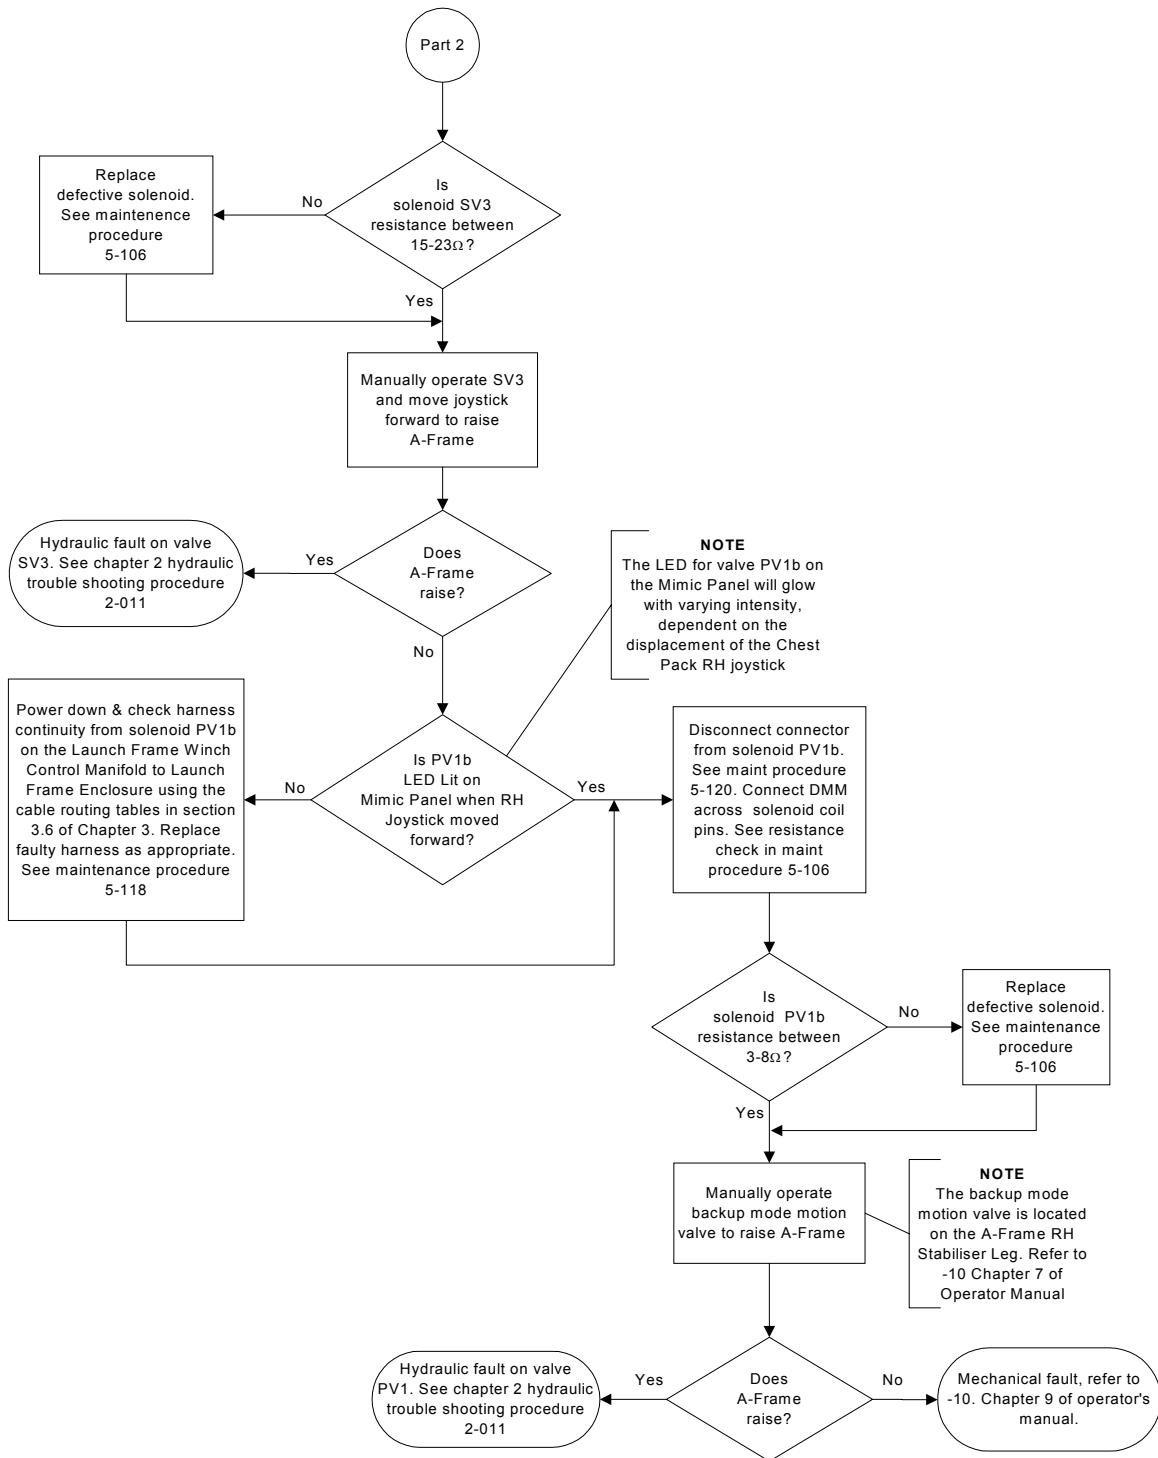 Part 2
Is
solenoid SV3
resistance between
15-23Ω?
No
Replace
defective solenoid.
See maintenence
procedure
5-106
Yes
Manually operate SV3
and move joystick
forward to raise
A-Frame
Does
A-Frame
raise?
Yes
Hydraulic fault on valve
SV3. See chapter 2 hydraulic
trouble shooting procedure
2-011
No
NOTE
The LED for valve PV1b on
the Mimic Panel will glow
with varying intensity,
dependent on the
displacement of the Chest
Pack RH joystick
Is PV1b
LED Lit on
Mimic Panel when RH
Joystick moved
forward?
No
Power down & check harness
continuity from solenoid PV1b
on the Launch Frame Winch
Control Manifold to Launch
Frame Enclosure using the
cable routing tables in section
3.6 of Chapter 3. Replace
faulty harness as appropriate.
See maintenance procedure
5-118
Yes
Disconnect connector
from solenoid PV1b.
See maint procedure
5-120. Connect DMM
across solenoid coil
pins. See resistance
check in maint
procedure 5-106
Is
solenoid PV1b
resistance between
3-8Ω?
No
Replace
defective solenoid.
See maintenance
procedure
5-106
Yes
Manually operate
backup mode motion
valve to raise A-Frame
NOTE
The backup mode
motion valve is located
on the A-Frame RH
Stabiliser Leg. Refer to
-10 Chapter 7 of
Operator Manual
Does
A-Frame
raise?
Yes
Hydraulic fault on valve
PV1. See chapter 2 hydraulic
trouble shooting procedure
2-011
No
Mechanical fault, refer to
-10. Chapter 9 of operator's
manual.